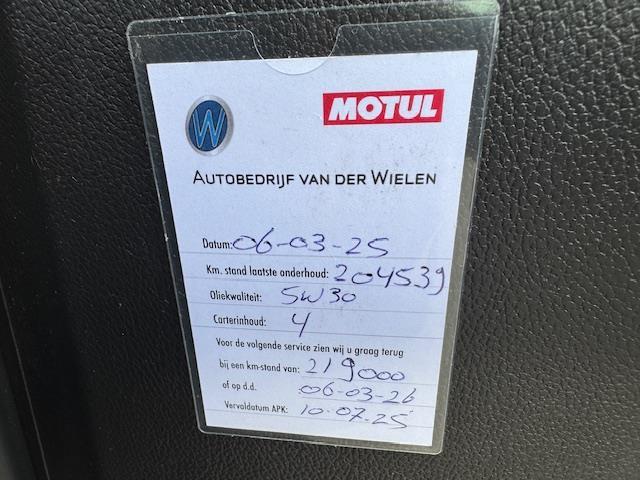 W
MOTUL
AUTOBEDRIJF VAN DER WIELEN
Datum: 06-03-25
Km. stand laatste onderhoud: 204539
Oliekwaliteit: 5W30
Carterinhoud: 4
Voor de volgende service zien wij u graag terug
bij een km-stand van: 219000
of op d.d. 06-03-26
Vervaldatum APK: 10-07-25